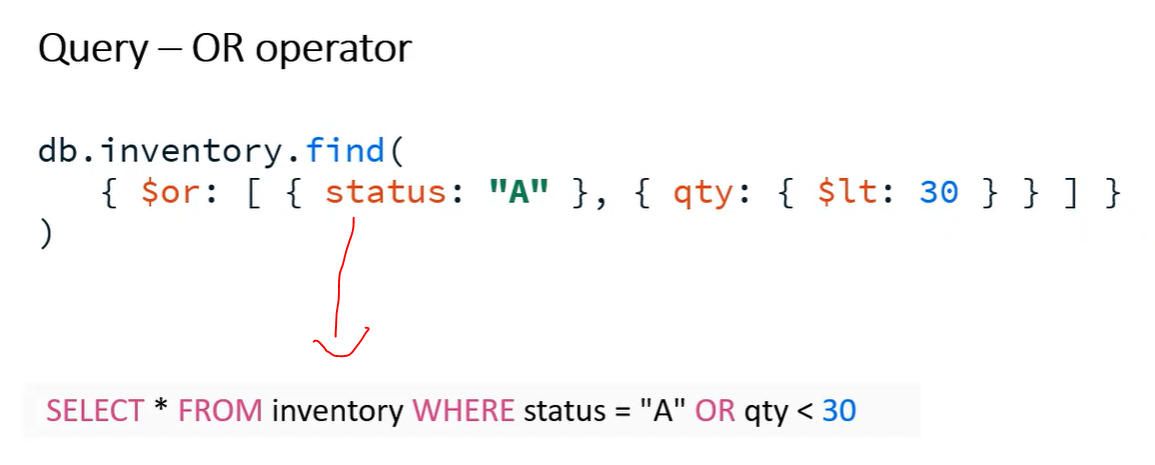 Query – OR operator
db.inventory.find(
{ $or: [ { status: "A" }, { qty: { $lt: 30 } } ] }
)
SELECT * FROM inventory WHERE status = "A" OR qty < 30